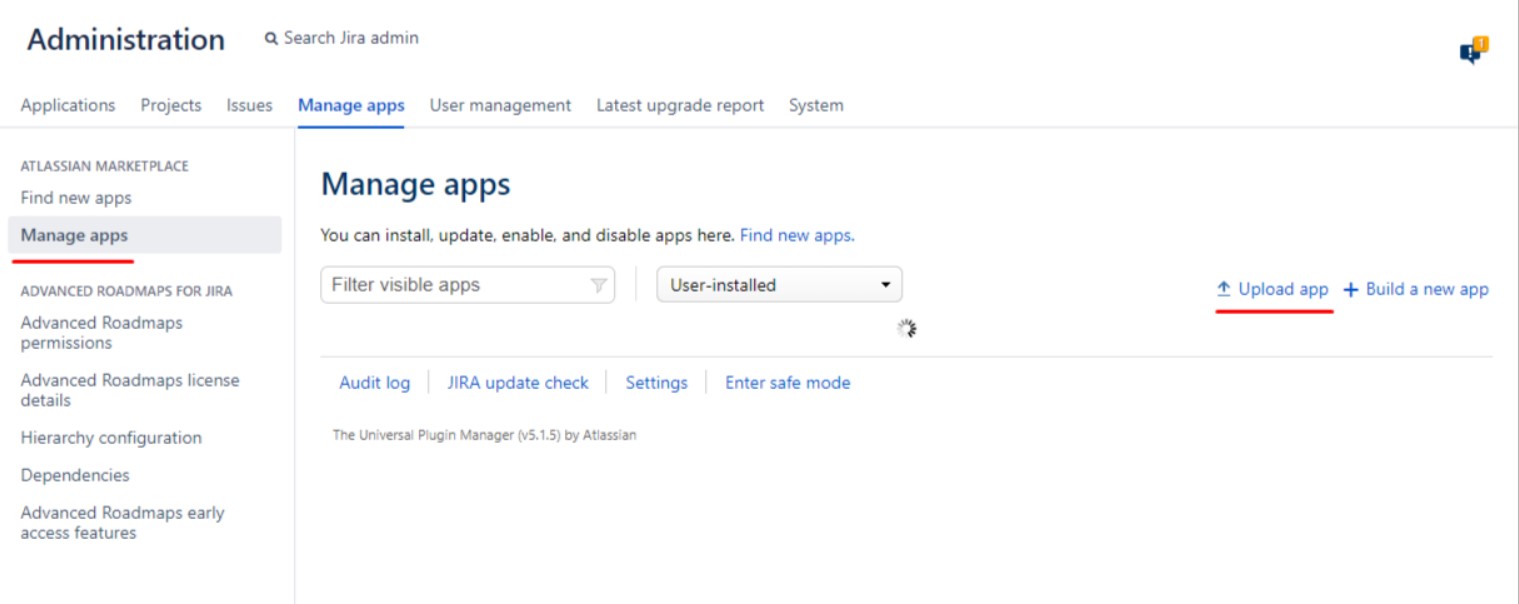 Administration
Search Jira admin
Applications Projects Issues Manage apps User management Latest upgrade report System
ATLASSIAN MARKETPLACE
Find new apps
Manage apps
ADVANCED ROADMAPS FOR JIRA
Advanced Roadmaps
permissions
Advanced Roadmaps license
details
Hierarchy configuration
Dependencies
Advanced Roadmaps early
access features
Manage apps
You can install, update, enable, and disable apps here. Find new apps.
Filter visible apps
User-installed
Upload app
Build a new app
Audit log JIRA update check Settings Enter safe mode
The Universal Plugin Manager (v5.1.5) by Atlassian